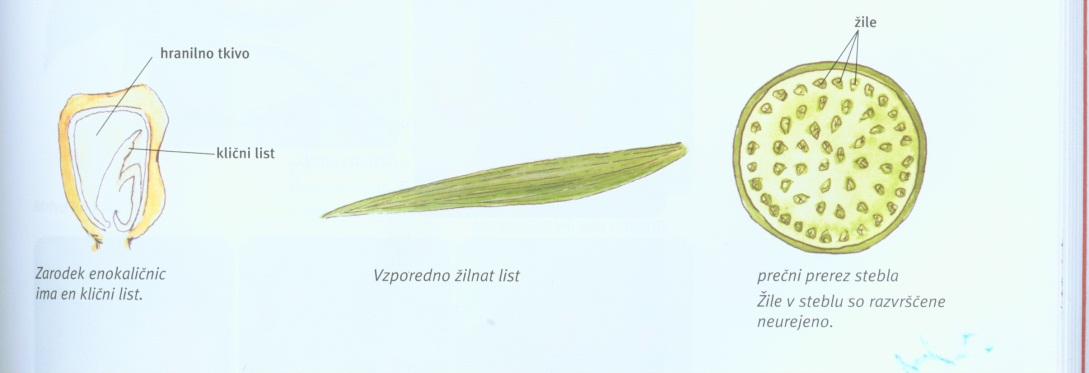 hranilno tkivo
klični list
žile
Zarodek enokaličnic
ima en klični list.
Vzporedno žilnat list
prečni prerez stebla
Žile v steblu so razvrščene
neurejeno.